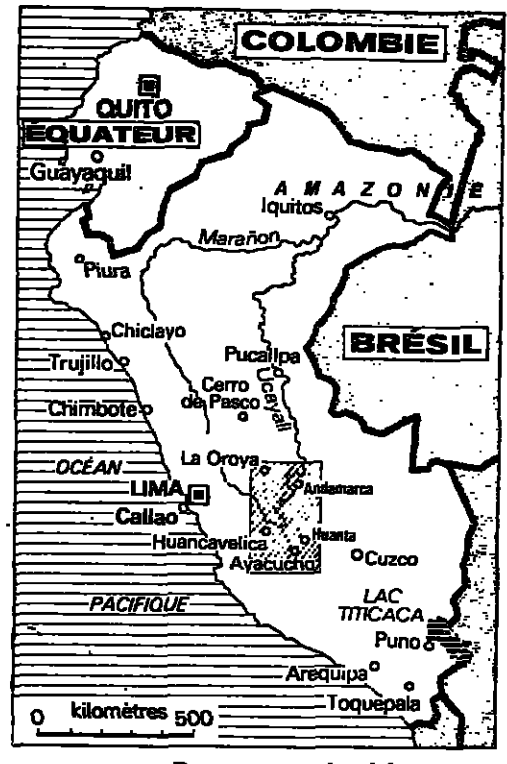 COLOMBIE
QUITO
ÉQUATEUR
Guayaquil
AMAZONIE
Iquitos
Marañon
Piura
Chiclayo
BRÉSIL
Trujillo
Pucallpa
Ucayali
Cerro
de Pasco
Chimbote
OCÉAN
La Oroya
LIMA
Andamarca
Callao
Huancavelica
Huanta
Ayacucho
Cuzco
PACIFIQUE
LAC
TITICACA
Puno
Arequipa
Toquepala
kilomètres
0 500